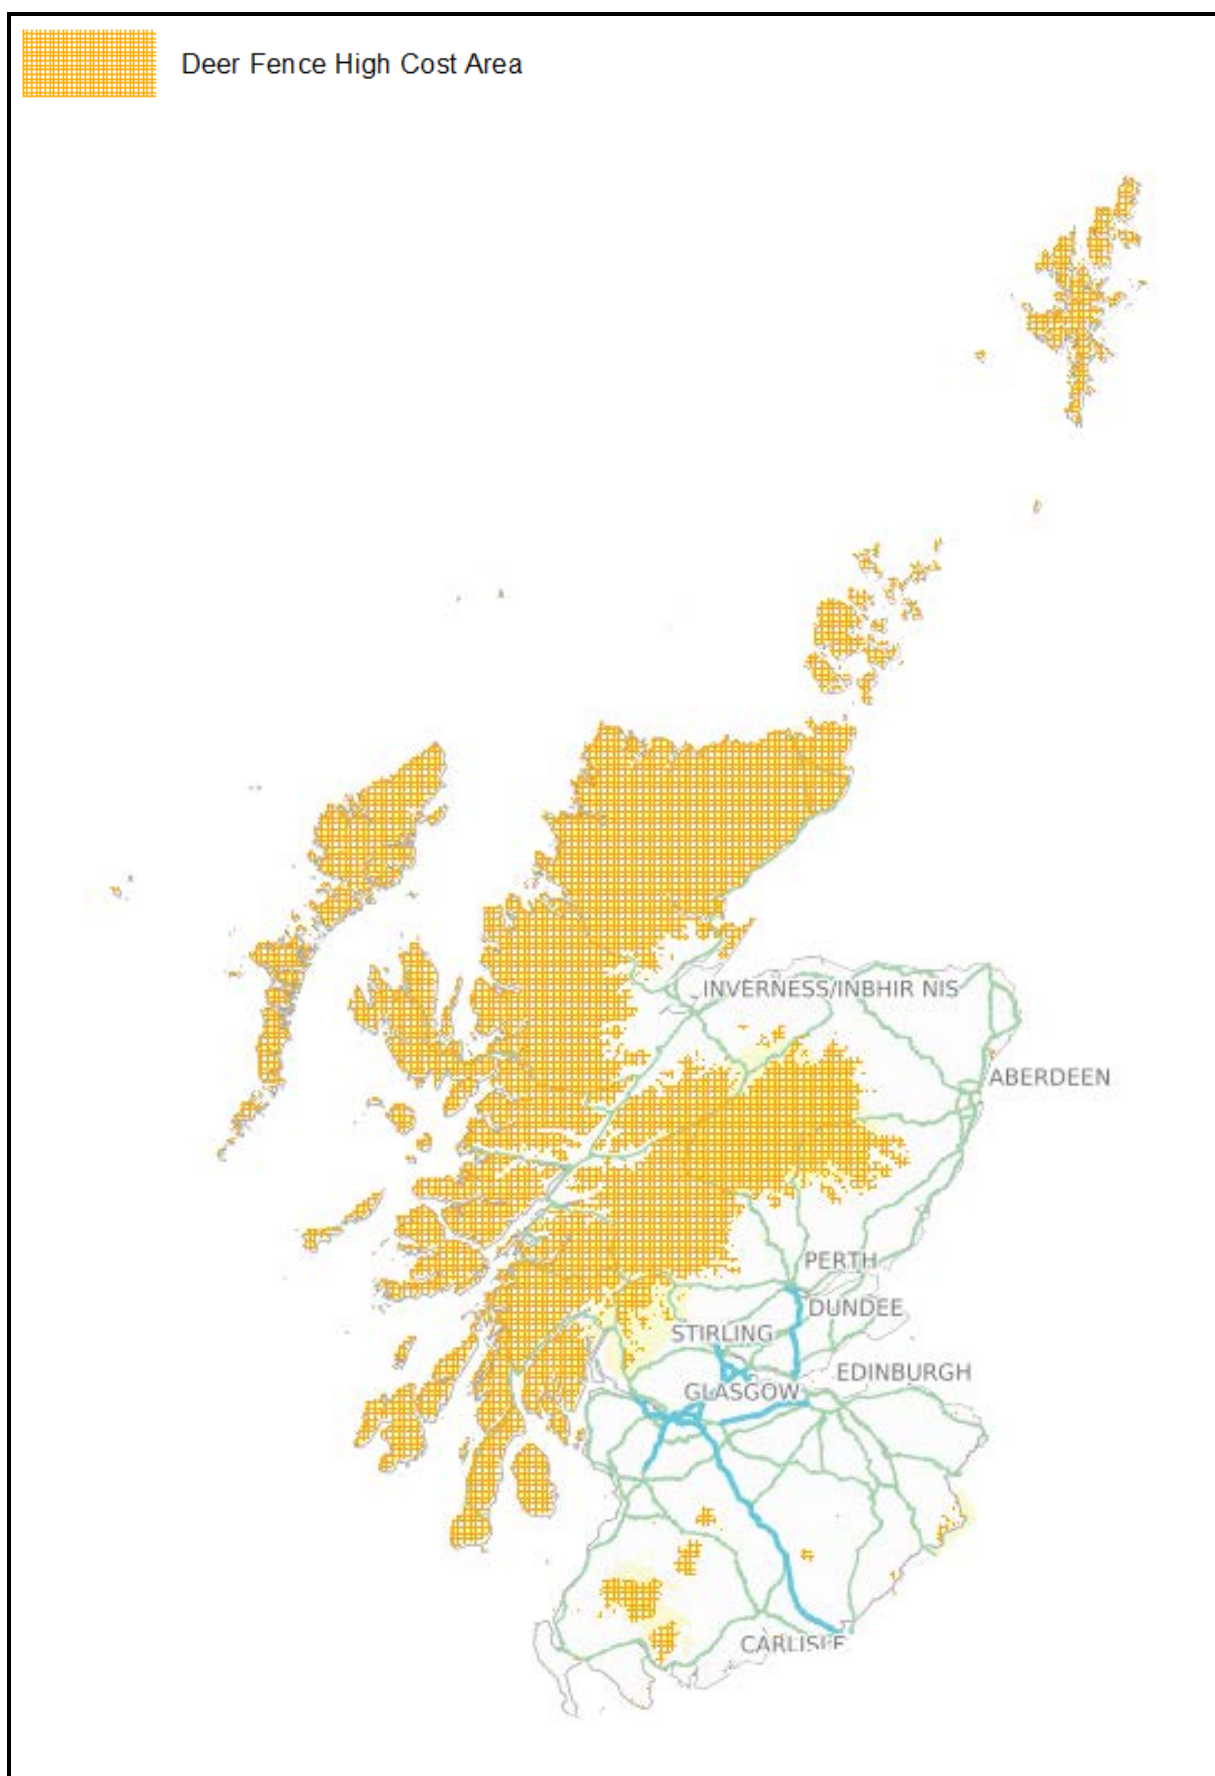 Deer Fence High Cost Area
INVERNESS/INBHIR NIS
ABERDEEN
PERTH
DUNDEE
STIRLING
EDINBURGH
GLASGOW
CARLISLE